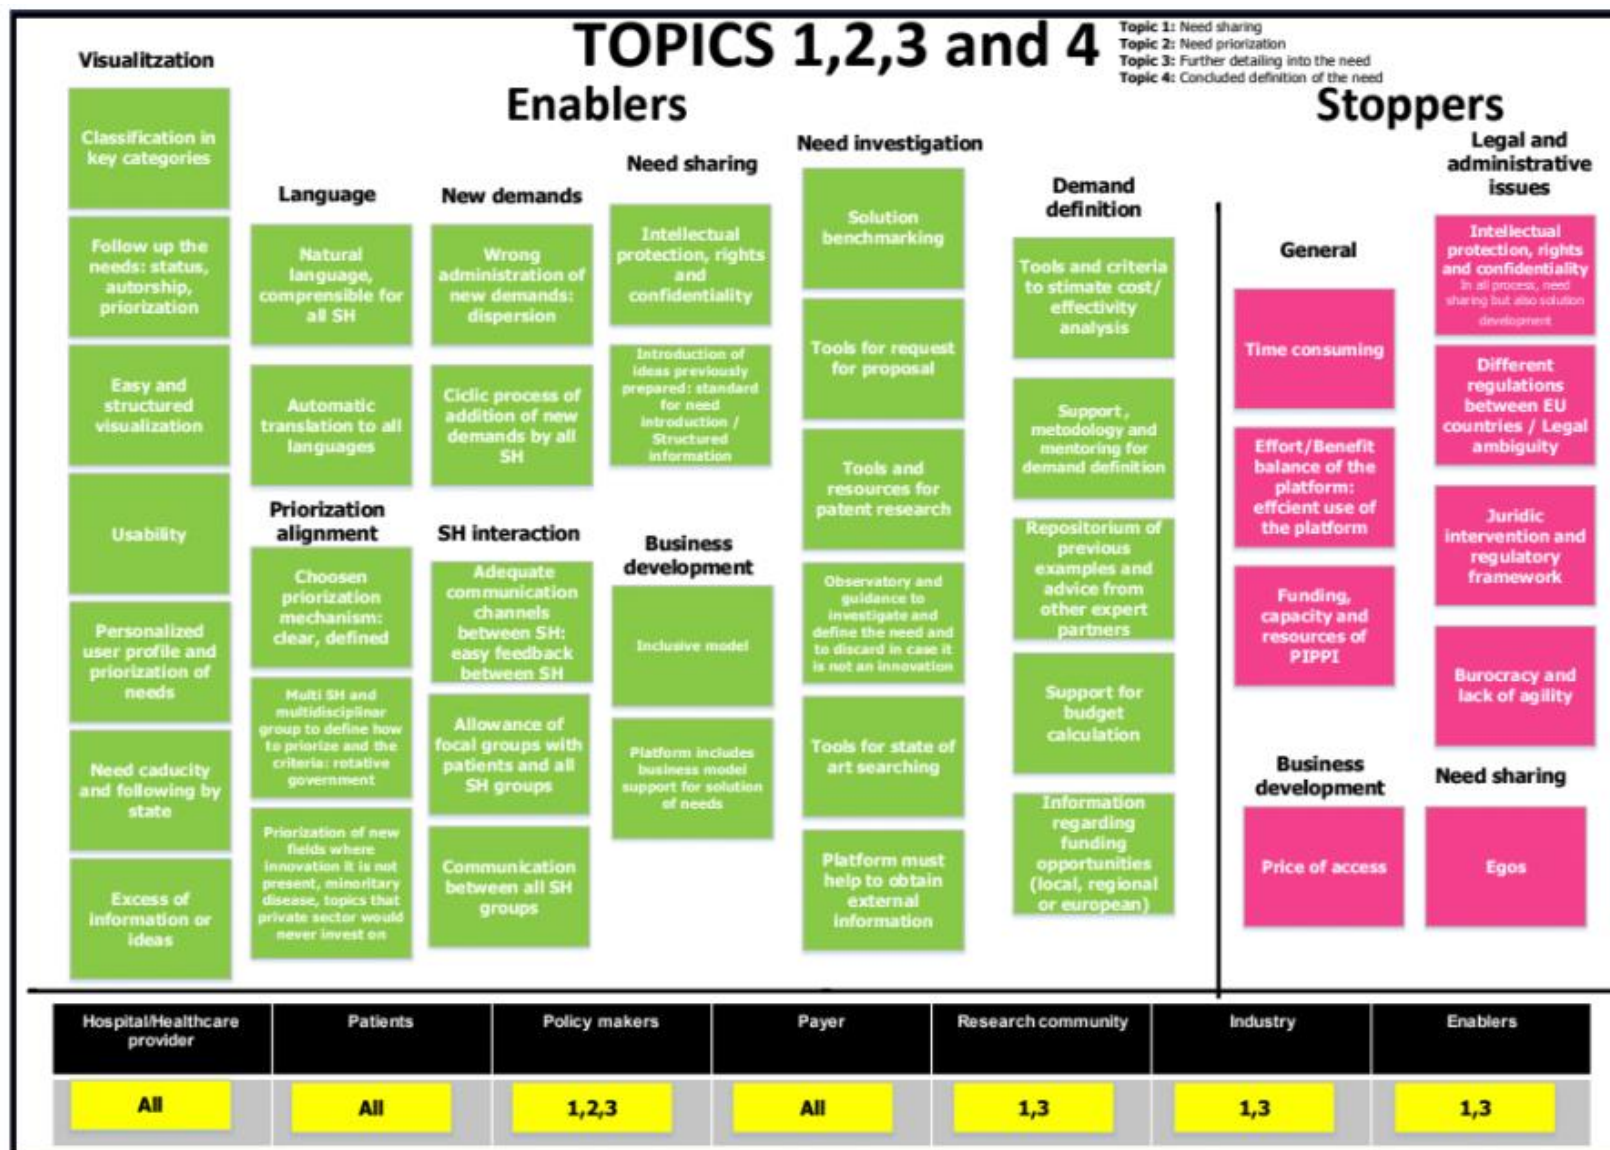 TOPICS 1,2,3 and 4
Topic 1: Need sharing
Topic 2: Need priorization
Topic 3: Further detailing into the need
Topic 4: Concluded definition of the need
Enablers
Visualitzation
Classification in
key categories
Follow up the
needs: status,
autorship,
priorization
Easy and
structured
visualization
Usability
Personalized
user profile and
priorization of
needs
Need caducity
and following by
state
Excess of
information or
ideas
Language
Natural
language,
comprensible for
all SH
Automatic
translation to all
languages
Priorization
alignment
Choosen
priorization
mechanism:
clear, defined
Multi SH and
multidisciplinar
group to define how
to priorize and the
criteria: rotative
government
Priorization of new
fields where
innovation it is not
present, minoritary
disease, topics that
private sector would
never invest on
New demands
Wrong
administration of
new demands:
dispersion
Ciclic process of
addition of new
demands by all
SH
SH interaction
Adequate
communication
channels
between SH:
easy feedback
between SH
Allowance of
focal groups with
patients and all
SH groups
Communication
between all SH
groups
Need sharing
Intellectual
protection, rights
and
confidentiality
Introduction of
ideas previously
prepared: standard
for need
introduction /
Structured
information
Business
development
Inclusive model
Platform includes
business model
support for solution
of needs
Need investigation
Solution
benchmarking
Tools for request
for proposal
Tools and
resources for
patent research
Observatory and
guidance to
investigate and
define the need and
to discard in case it
is not an innovation
Tools for state of
art searching
Platform must
help to obtain
external
information
Demand
definition
Tools and criteria
to stimate cost/
effectivity
analysis
Support ,
metodology and
mentoring for
demand definition
Repositorium of
previous
examples and
advice from
other expert
partners
Support for
budget
calculation
Information
regarding
funding
opportunities
(local, regional
or european)
Stoppers
General
Time consuming
Effort/Benefit
balance of the
platform:
effcient use of
the platform
Funding,
capacity and
resources of
PIPPI
Business
development
Price of access
Legal and
administrative
issues
Intellectual
protection, rights
and confidentiality
In all process, need
sharing but also solution
development
Different
regulations
between EU
countries / Legal
ambiguity
Juridic
intervention and
regulatory
framework
Burocracy and
lack of agility
Need sharing
Egos
Hospital/Healthcare
provider
Patients
Policy makers
Payer
Research community
Industry
Enablers
All
All
1,2,3
All
1,3
1,3
1,3